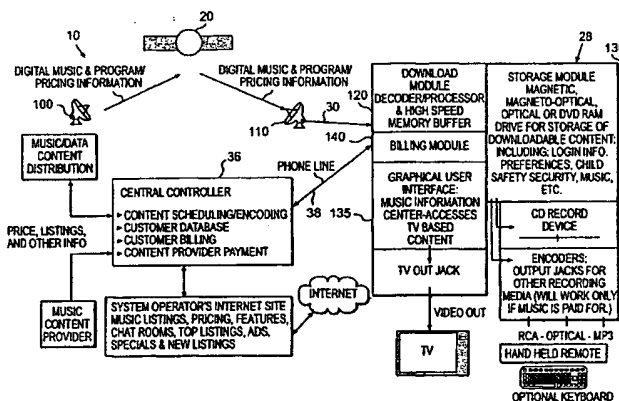 10
20
28
13
DIGITAL MUSIC & PROGRAM/
PRICING INFORMATION
DIGITAL MUSIC & PROGRAM/
PRICING INFORMATION
100
110
30
120
140
MUSIC/DATA
CONTENT
DISTRIBUTION
36
PHONE LINE
38
135
CENTRAL CONTROLLER
CONTENT SCHEDULING/ENCODING
CUSTOMER DATABASE
CUSTOMER BILLING
CONTENT PROVIDER PAYMENT
PRICE, LISTINGS,
AND OTHER INFO
MUSIC CONTENT
PROVIDER
SYSTEM OPERATOR'S INTERNET SITE
MUSIC LISTINGS, PRICING, FEATURES,
CHAT ROOMS, TOP LISTINGS, ADS,
SPECIALS & NEW LISTINGS
INTERNET
DOWNLOAD
MODULE
DECODER/PROCESSOR
& HIGH SPEED
MEMORY BUFFER
BILLING MODULE
GRAPHICAL USER
INTERFACE:
MUSIC INFORMATION
CENTER-ACCESSES
TV BASED
CONTENT
TV OUT JACK
VIDEO OUT
TV
STORAGE MODULE
MAGNETIC,
MAGNETO-OPTICAL,
OPTICAL OR DVD RAM
DRIVE FOR STORAGE OF
DOWNLOADABLE CONTENT:
INCLUDING: LOGIN INFO.
PREFERENCES, CHILD
SAFETY SECURITY, MUSIC,
ETC.
CD RECORD
DEVICE
ENCODERS:
OUTPUT JACKS FOR
OTHER RECORDING
MEDIA (WILL WORK ONLY
IF MUSIC IS PAID FOR.)
RCA - OPTICAL - MP3
HAND HELD REMOTE
OPTIONAL KEYBOARD